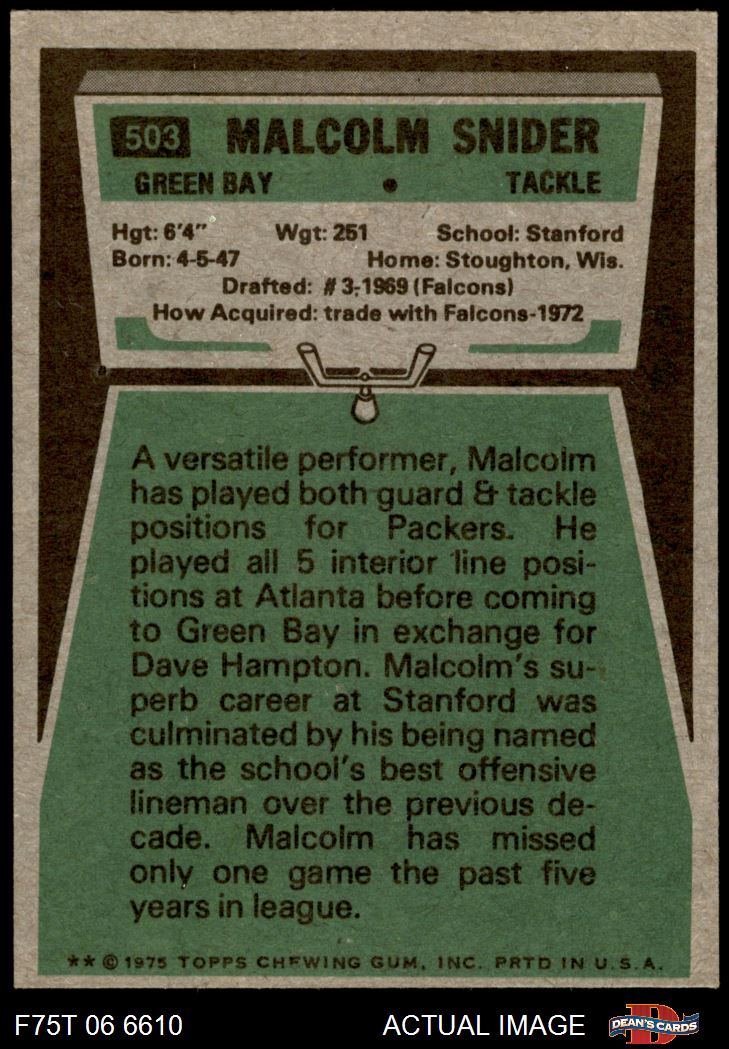 503 MALCOLM SNIDER
GREEN BAY • TACKLE
Hgt: 6'4" Wgt: 251 School: Stanford
Born: 4-5-47 Home: Stoughton, Wis.
Drafted: #3-1969 (Falcons)
How Acquired: trade with Falcons-1972
A versatile performer, Malcolm
has played both guard & tackle
positions for Packers. He
played all 5 interior line posi-
tions at Atlanta before coming
to Green Bay in exchange for
Dave Hampton. Malcolm's su-
perb career at Stanford was
culminated by his being named
as the school's best offensive
lineman over the previous de-
cade. Malcolm has missed
only one game the past five
years in league.
** © 1975 TOPPS CHEWING GUM, INC. PRTD IN U.S.A.
F75T 06 6610 ACTUAL IMAGE D DEAN'S CARDS